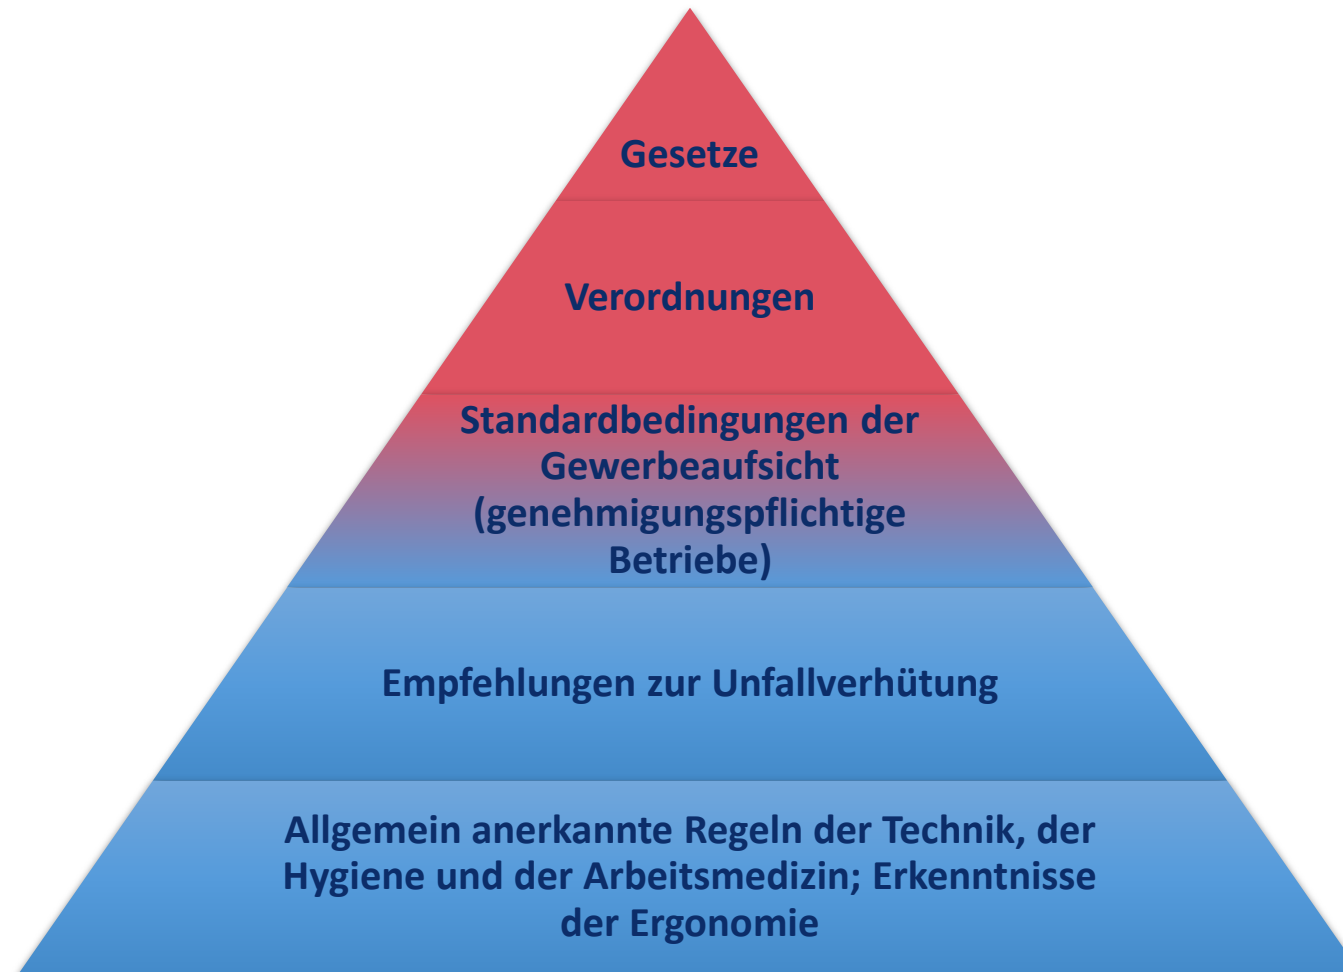 Gesetze
Verordnungen
Standardbedingungen der
Gewerbeaufsicht
(genehmigungspflichtige
Betriebe)
Empfehlungen zur Unfallverhütung
Allgemein anerkannte Regeln der Technik, der
Hygiene und der Arbeitsmedizin; Erkenntnisse
der Ergonomie